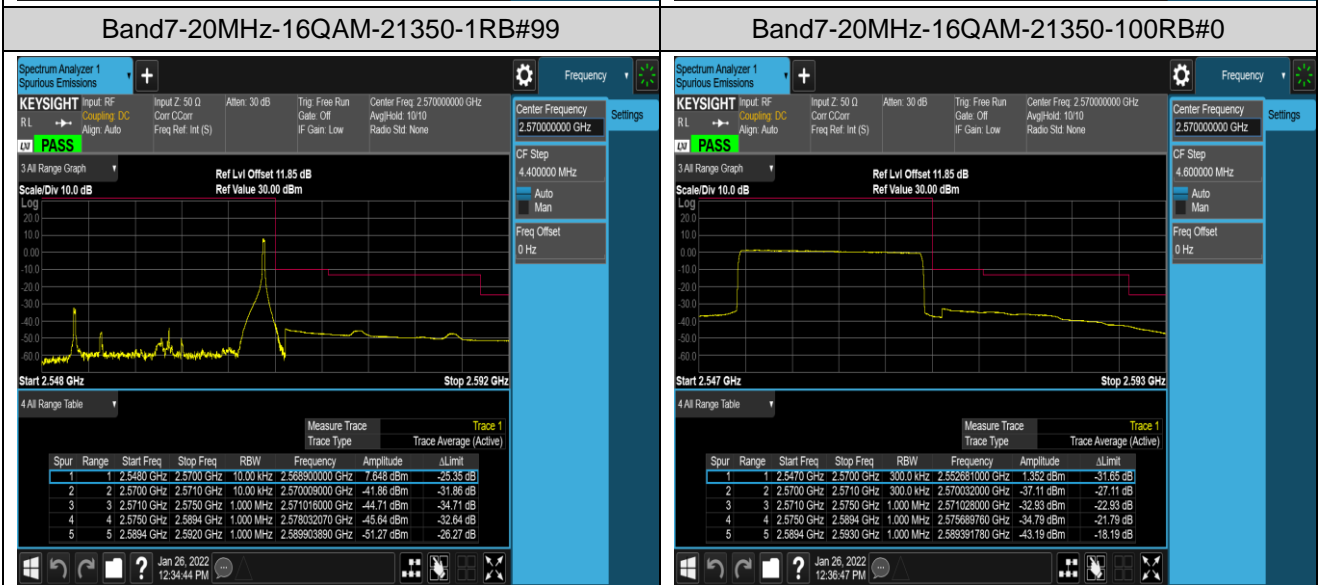 Band7-20MHz-16QAM-21350-1RB#99
Spectrum Analyzer 1
Spurious Emissions
+
Frequency
KEYSIGHT Input: RF Input Z: 50 Ω Atten: 30 dB Trig: Free Run Center Freq: 2.570000000 GHz
RL Coupling: DC Corr CCorr Gate: Off Avg|Hold: 10/10
Align: Auto Freq Ref: Int (S) IF Gain: Low Radio Std: None
LXI PASS
Center Frequency
2.570000000 GHz
Settings
CF Step
4.400000 MHz
Auto
Man
Freq Offset
0 Hz
3 All Range Graph
Ref Lvl Offset 11.85 dB
Scale/Div 10.0 dB Ref Value 30.00 dBm
Log
20.0
10.0
0.00
-10.0
-20.0
-30.0
-40.0
-50.0
-60.0
Start 2.548 GHz Stop 2.592 GHz
4 All Range Table
Measure Trace Trace 1
Trace Type Trace Average (Active)
Spur Range Start Freq Stop Freq RBW Frequency Amplitude ΔLimit
1 1 2.5480 GHz 2.5700 GHz 10.00 kHz 2.568900000 GHz 7.648 dBm -25.35 dB
2 2 2.5700 GHz 2.5710 GHz 10.00 kHz 2.570009000 GHz -41.86 dBm -31.86 dB
3 3 2.5710 GHz 2.5750 GHz 1.000 MHz 2.571016000 GHz -44.71 dBm -34.71 dB
4 4 2.5750 GHz 2.5894 GHz 1.000 MHz 2.578032070 GHz -45.64 dBm -32.64 dB
5 5 2.5894 GHz 2.5920 GHz 1.000 MHz 2.589903890 GHz -51.27 dBm -26.27 dB
?
Jan 26, 2022
12:34:44 PM
Band7-20MHz-16QAM-21350-100RB#0
Spectrum Analyzer 1
Spurious Emissions
+
Frequency
KEYSIGHT Input: RF Input Z: 50 Ω Atten: 30 dB Trig: Free Run Center Freq: 2.570000000 GHz
RL Coupling: DC Corr CCorr Gate: Off Avg|Hold: 10/10
Align: Auto Freq Ref: Int (S) IF Gain: Low Radio Std: None
LXI PASS
Center Frequency
2.570000000 GHz
Settings
CF Step
4.600000 MHz
Auto
Man
Freq Offset
0 Hz
3 All Range Graph
Ref Lvl Offset 11.85 dB
Scale/Div 10.0 dB Ref Value 30.00 dBm
Log
20.0
10.0
0.00
-10.0
-20.0
-30.0
-40.0
-50.0
-60.0
Start 2.547 GHz Stop 2.593 GHz
4 All Range Table
Measure Trace Trace 1
Trace Type Trace Average (Active)
Spur Range Start Freq Stop Freq RBW Frequency Amplitude ΔLimit
1 1 2.5470 GHz 2.5700 GHz 300.0 kHz 2.552681000 GHz 1.352 dBm -31.65 dB
2 2 2.5700 GHz 2.5710 GHz 300.0 kHz 2.570032000 GHz -37.11 dBm -27.11 dB
3 3 2.5710 GHz 2.5750 GHz 1.000 MHz 2.571028000 GHz -32.93 dBm -22.93 dB
4 4 2.5750 GHz 2.5894 GHz 1.000 MHz 2.575689760 GHz -34.79 dBm -21.79 dB
5 5 2.5894 GHz 2.5930 GHz 1.000 MHz 2.589391780 GHz -43.19 dBm -18.19 dB
?
Jan 26, 2022
12:36:47 PM